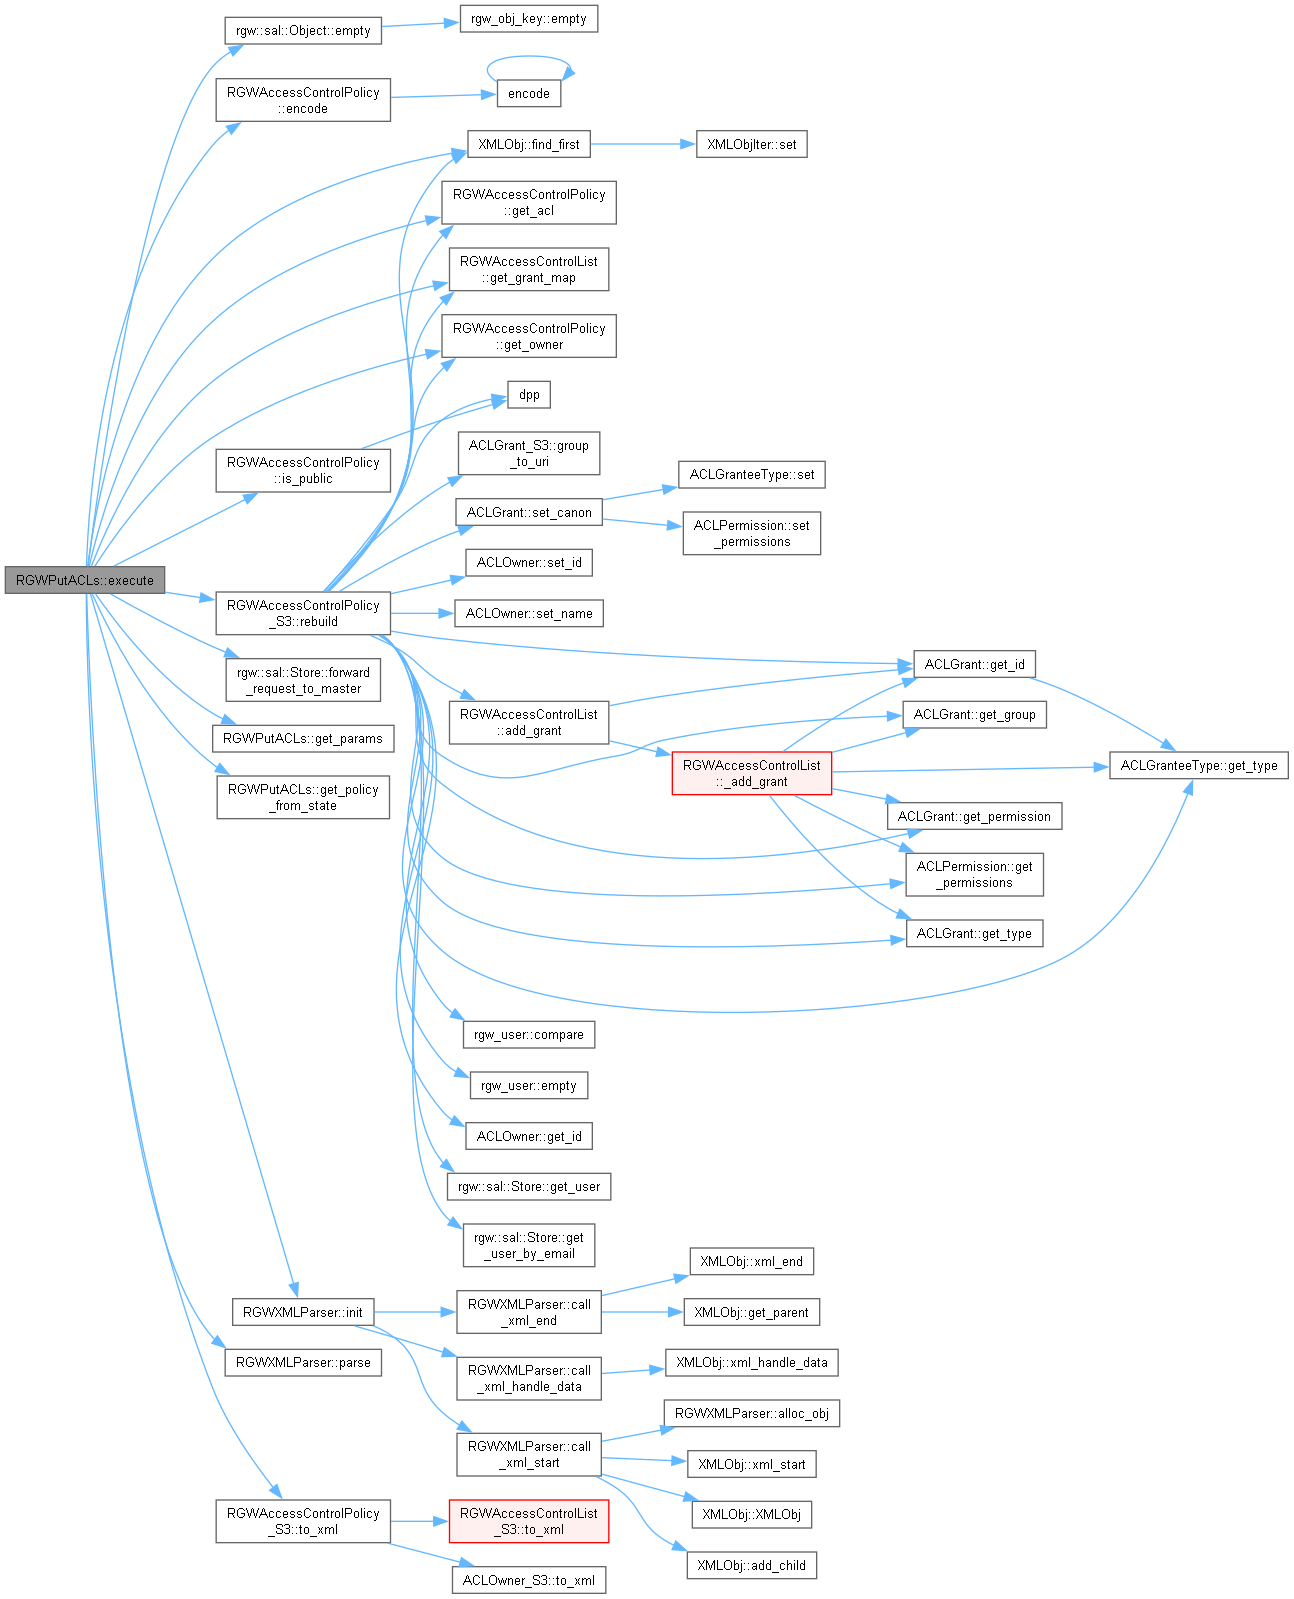 rgw::sal::Object::empty
rgw_obj_key::empty
RGWAccessControlPolicy
::encode
encode
XMLObj::find_first
XMLObjIter::set
RGWAccessControlPolicy
::get_acl
RGWAccessControlList
::get_grant_map
RGWAccessControlPolicy
::get_owner
dpp
RGWAccessControlPolicy
::is_public
ACLGrant_S3::group
_to_uri
ACLGranteeType::set
ACLGrant::set_canon
ACLPermission::set
_permissions
ACLOwner::set_id
RGWPutACLs::execute
RGWAccessControlPolicy
_S3::rebuild
ACLOwner::set_name
rgw::sal::Store::forward
_request_to_master
ACLGrant::get_id
RGWAccessControlList
::add_grant
ACLGrant::get_group
RGWPutACLs::get_params
RGWAccessControlList
::_add_grant
ACLGranteeType::get_type
RGWPutACLs::get_policy
_from_state
ACLGrant::get_permission
ACLPermission::get
_permissions
ACLGrant::get_type
rgw_user::compare
rgw_user::empty
ACLOwner::get_id
rgw::sal::Store::get_user
rgw::sal::Store::get
_user_by_email
XMLObj::xml_end
RGWXMLParser::init
RGWXMLParser::call
_xml_end
XMLObj::get_parent
RGWXMLParser::parse
RGWXMLParser::call
_xml_handle_data
XMLObj::xml_handle_data
RGWXMLParser::alloc_obj
RGWXMLParser::call
_xml_start
XMLObj::xml_start
XMLObj::XMLObj
RGWAccessControlPolicy
_S3::to_xml
RGWAccessControlList
_S3::to_xml
XMLObj::add_child
ACLOwner_S3::to_xml